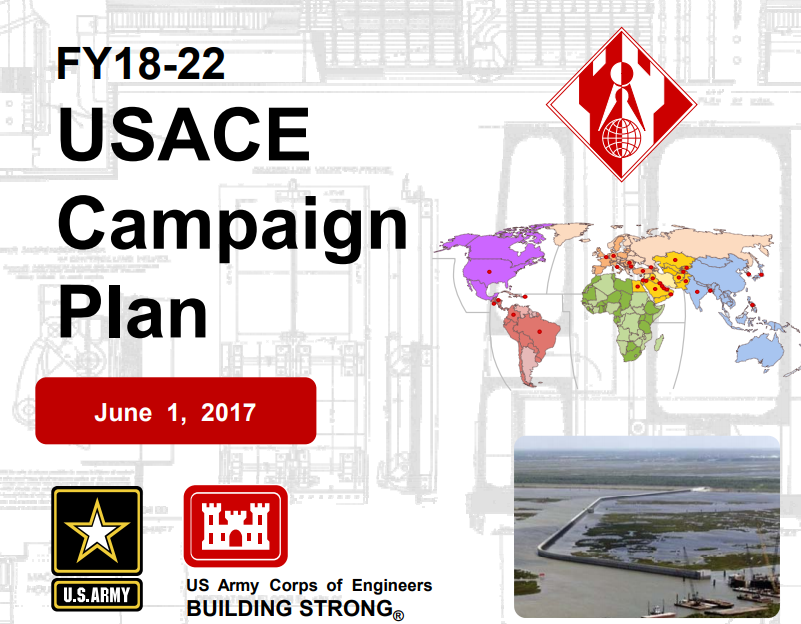 FY18-22
USACE
Campaign
Plan
June 1, 2017
U.S.ARMY
US Army Corps of Engineers
BUILDING STRONG®